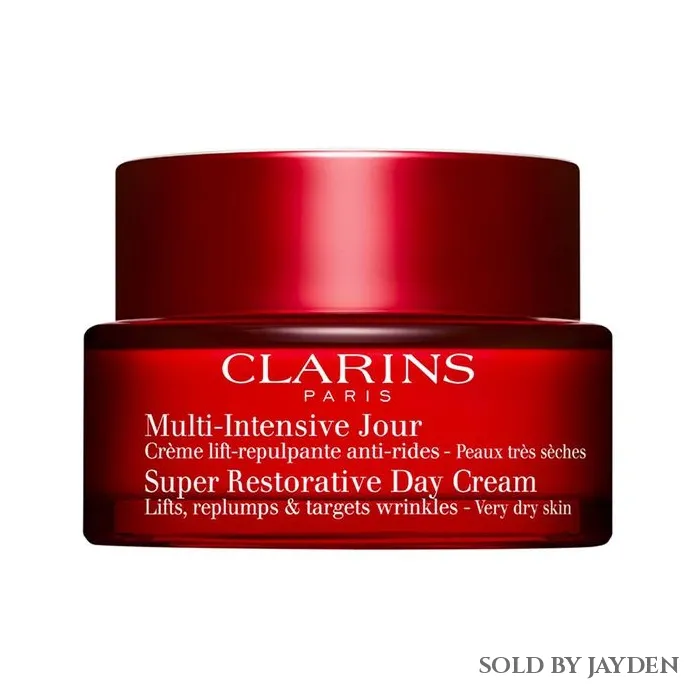 CLARINS
PARIS
Multi-Intensive Jour
Crème lift-repulpante anti-rides - Peaux très sèches
Super Restorative Day Cream
Lifts, replumps & targets wrinkles - Very dry skin
SOLD BY JAYDEN